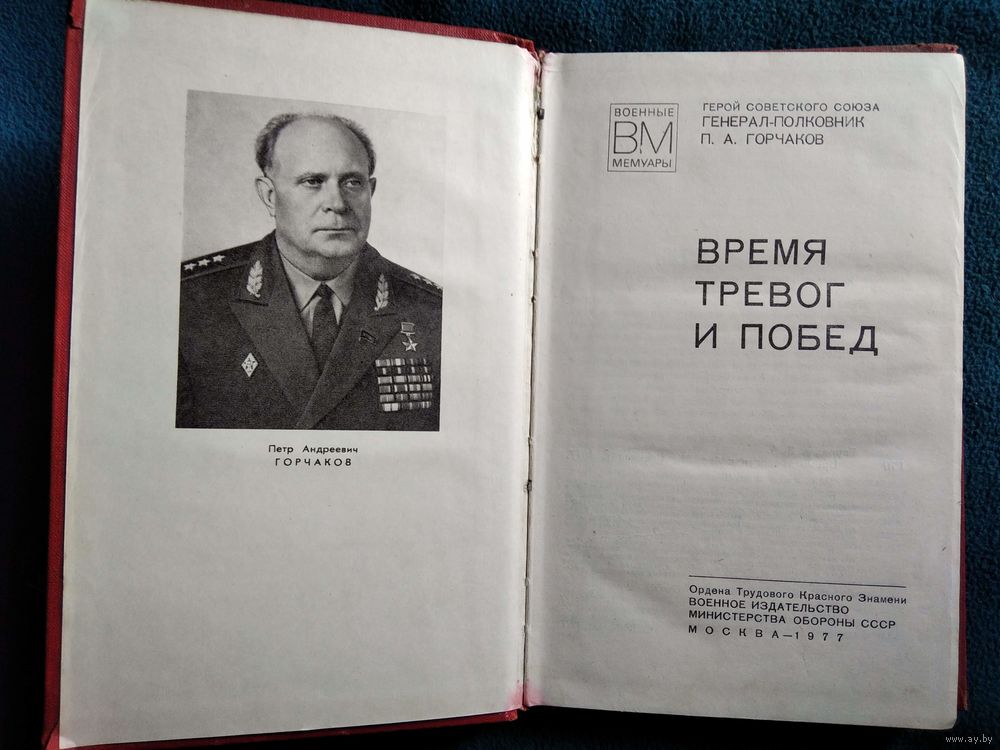 Петр Андреевич
ГОРЧАКОВ
ВОЕННЫЕ
ВМ
МЕМУАРЫ
ГЕРОЙ СОВЕТСКОГО СОЮЗА
ГЕНЕРАЛ-ПОЛКОВНИК
П. А. ГОРЧАКОВ
ВРЕМЯ
ТРЕВОГ
И ПОБЕД
Ордена Трудового Красного Знамени
ВОЕННОЕ ИЗДАТЕЛЬСТВО
МИНИСТЕРСТВА ОБОРОНЫ СССР
МОСКВА—1977
www.ay.by